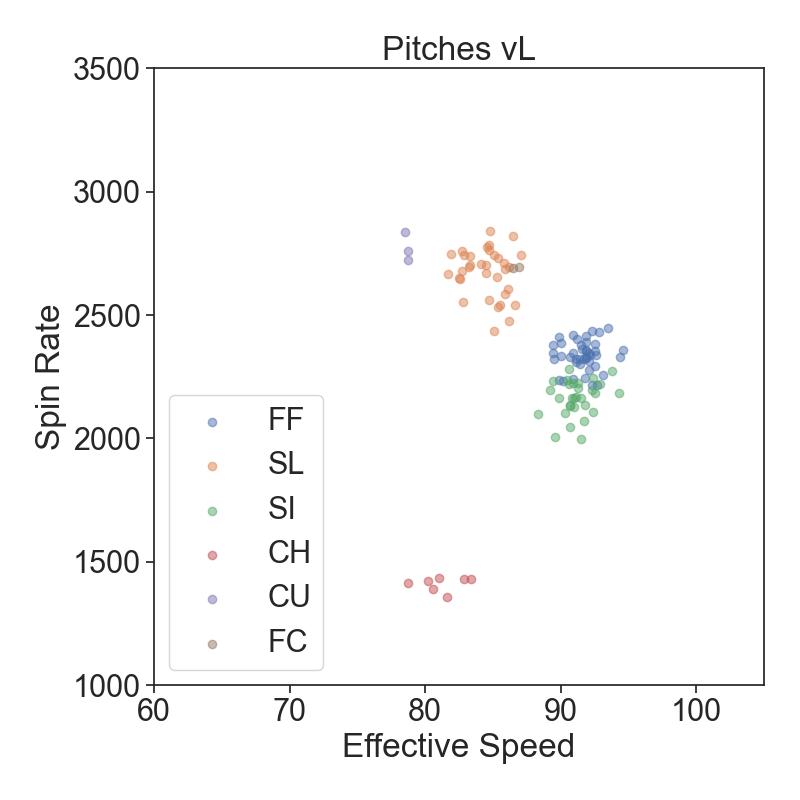 Pitches vL
3500
3000
2500
2000
1500
1000
Spin Rate
FF
SL
SI
CH
CU
FC
60 70 80 90 100
Effective Speed